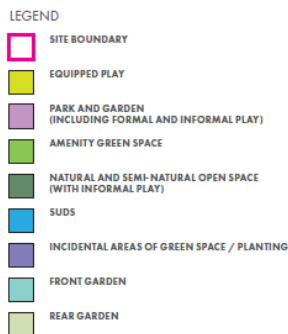 LEGEND
SITE BOUNDARY
EQUIPPED PLAY
PARK AND GARDEN
(INCLUDING FORMAL AND INFORMAL PLAY)
AMENITY GREEN SPACE
NATURAL AND SEMI-NATURAL OPEN SPACE
(WITH INFORMAL PLAY)
SUDS
INCIDENTAL AREAS OF GREEN SPACE / PLANTING
FRONT GARDEN
REAR GARDEN